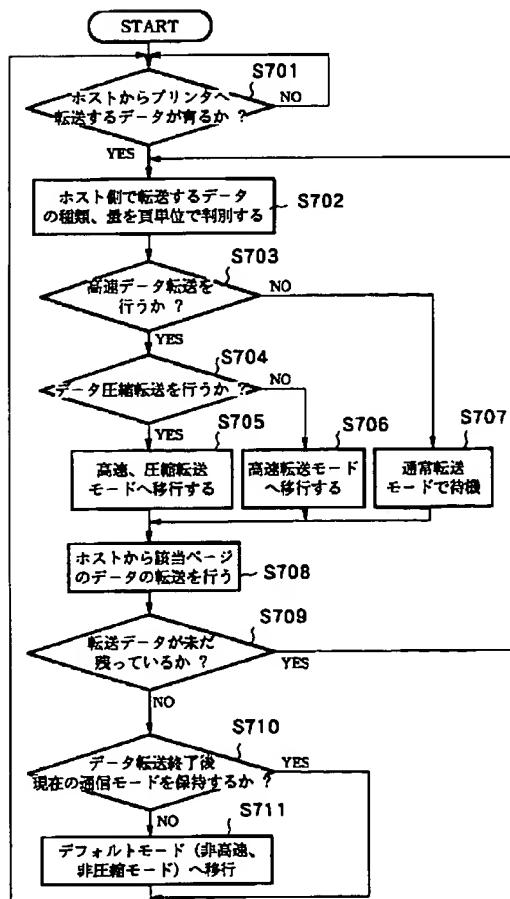 START
S701
ホストからプリンタへ
転送するデータが有るか ?
NO
YES
ホスト側で転送するデータ
の種類、量を頁単位で判別する
S702
S703
高速データ転送を
行うか ?
NO
YES
S704
データ圧縮転送を行うか ?
NO
YES
S705
S706
S707
高速、圧縮転送
モードへ移行する
高速転送モード
へ移行する
通常転送
モードで待機
ホストから該当ページ
のデータの転送を行う
S708
S709
転送データが未だ
残っているか ?
YES
NO
S710
データ転送終了後
現在の通信モードを保持するか ?
YES
NO
S711
デフォルトモード (非高速、
非圧縮モード) へ移行